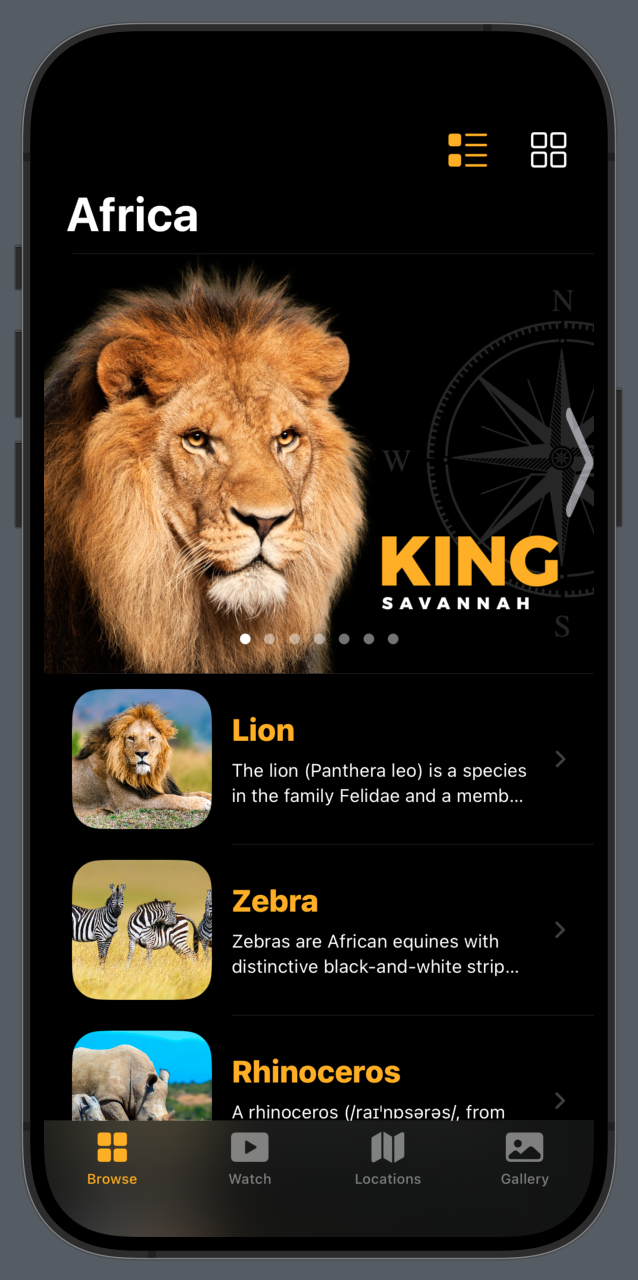 Africa
N
W
KING
SAVANNAH
S
Lion
The lion (Panthera leo) is a species
in the family Felidae and a memb...
Zebra
Zebras are African equines with
distinctive black-and-white strip...
Rhinoceros
A rhinoceros (/raɪˈnɒsərəs/, from
Browse
Watch
Locations
Gallery